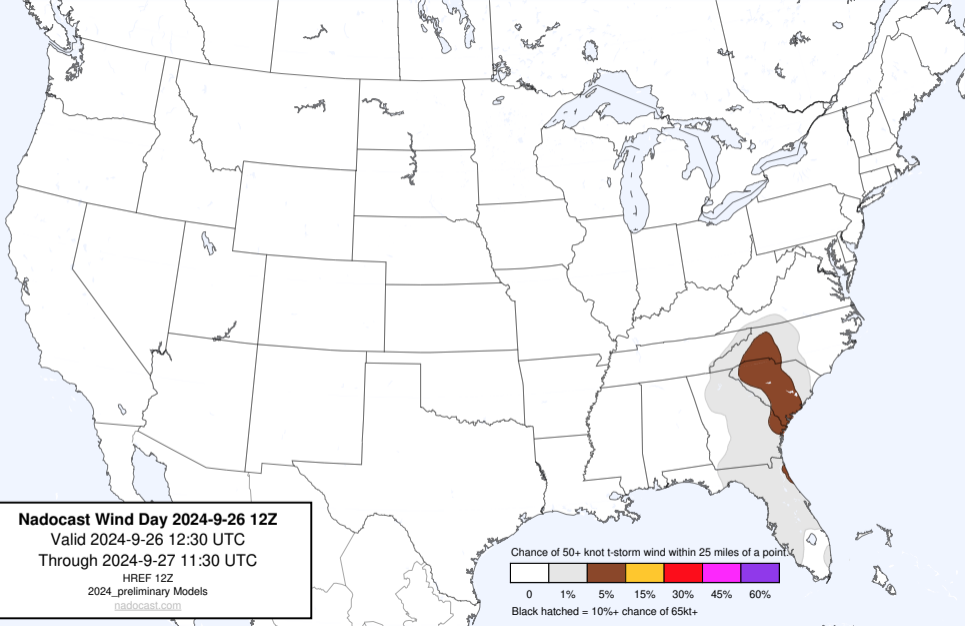 Nadocast Wind Day 2024-9-26 12Z
Valid 2024-9-26 12:30 UTC
Through 2024-9-27 11:30 UTC
HREF 12Z
2024_preliminary Models
nadocast.com
Chance of 50+ knot t-storm wind within 25 miles of a point.
0 1% 5% 15% 30% 45% 60%
Black hatched = 10%+ chance of 65kt+